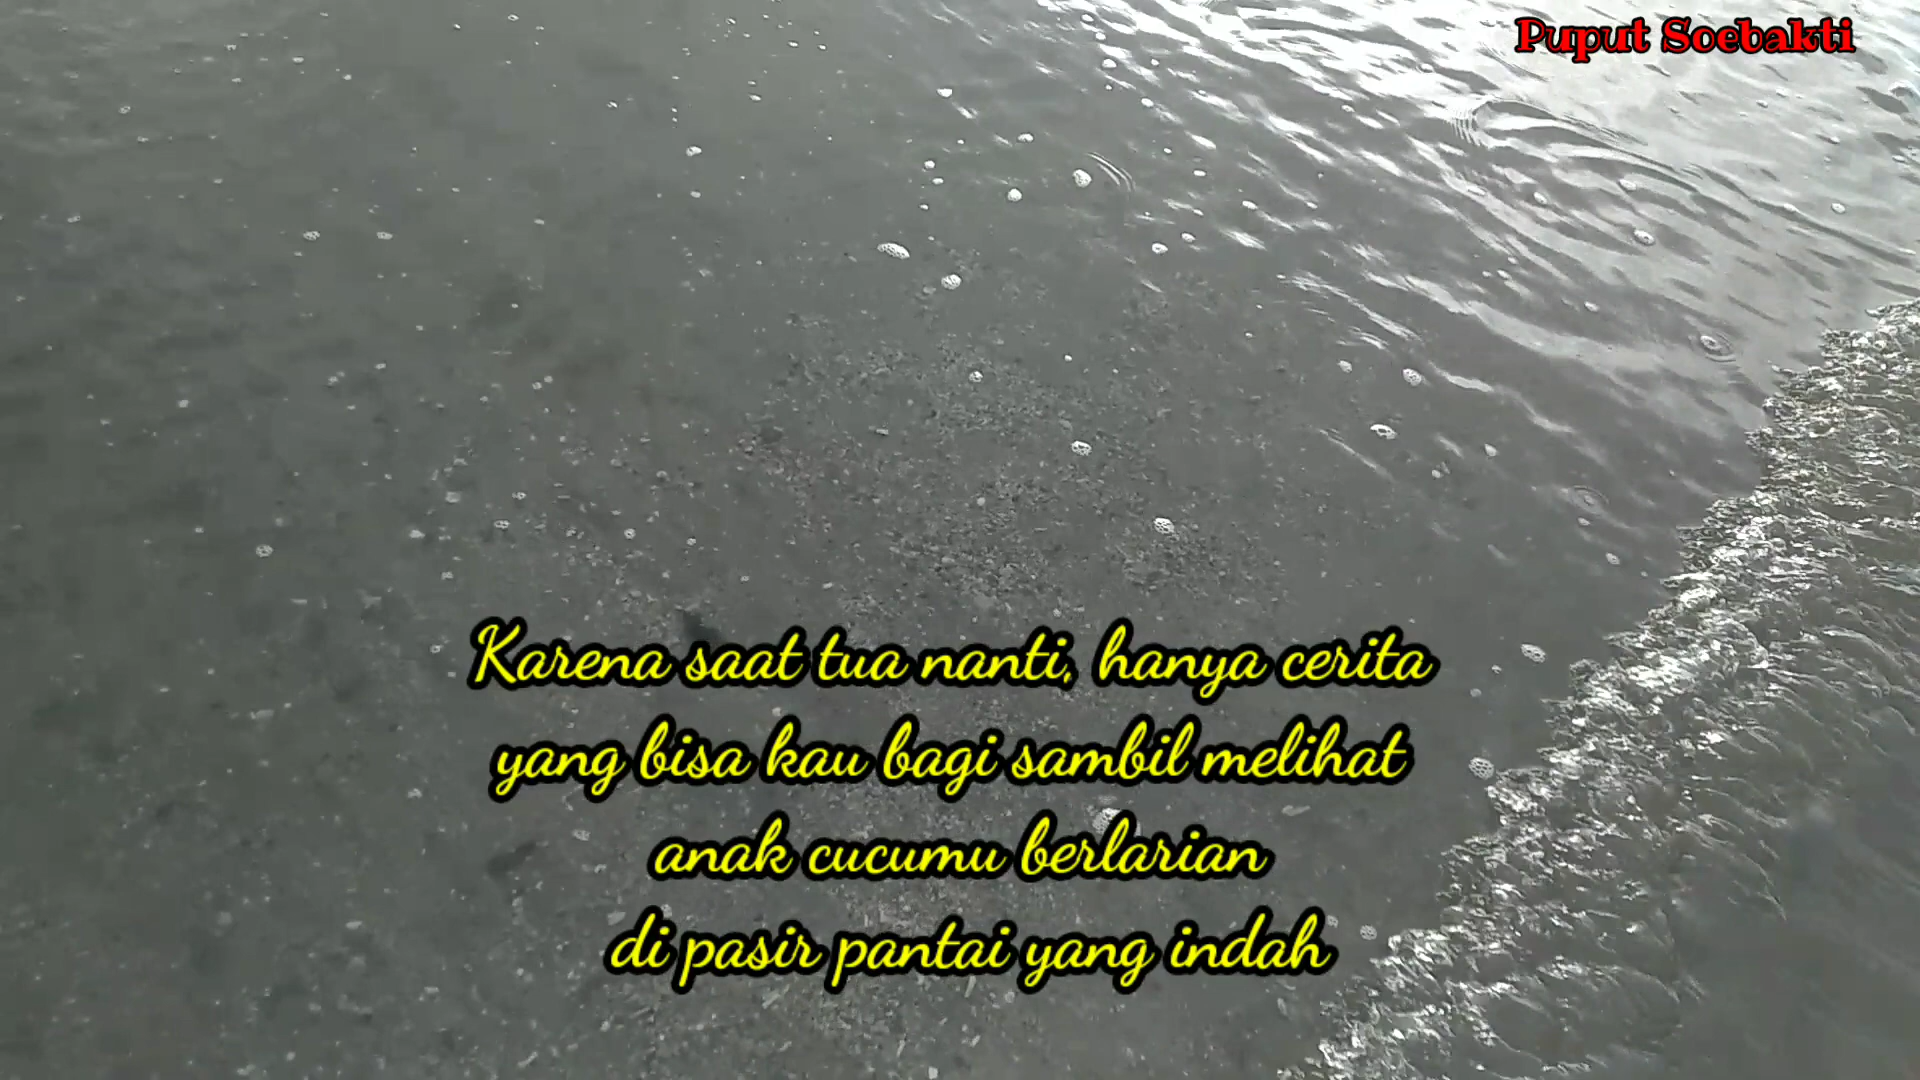 Puput Soebakti
Karena saat tua nanti, hanya cerita
yang bisa kau bagi sambil melihat
anak cucumu berlarian
di pasir pantai yang indah